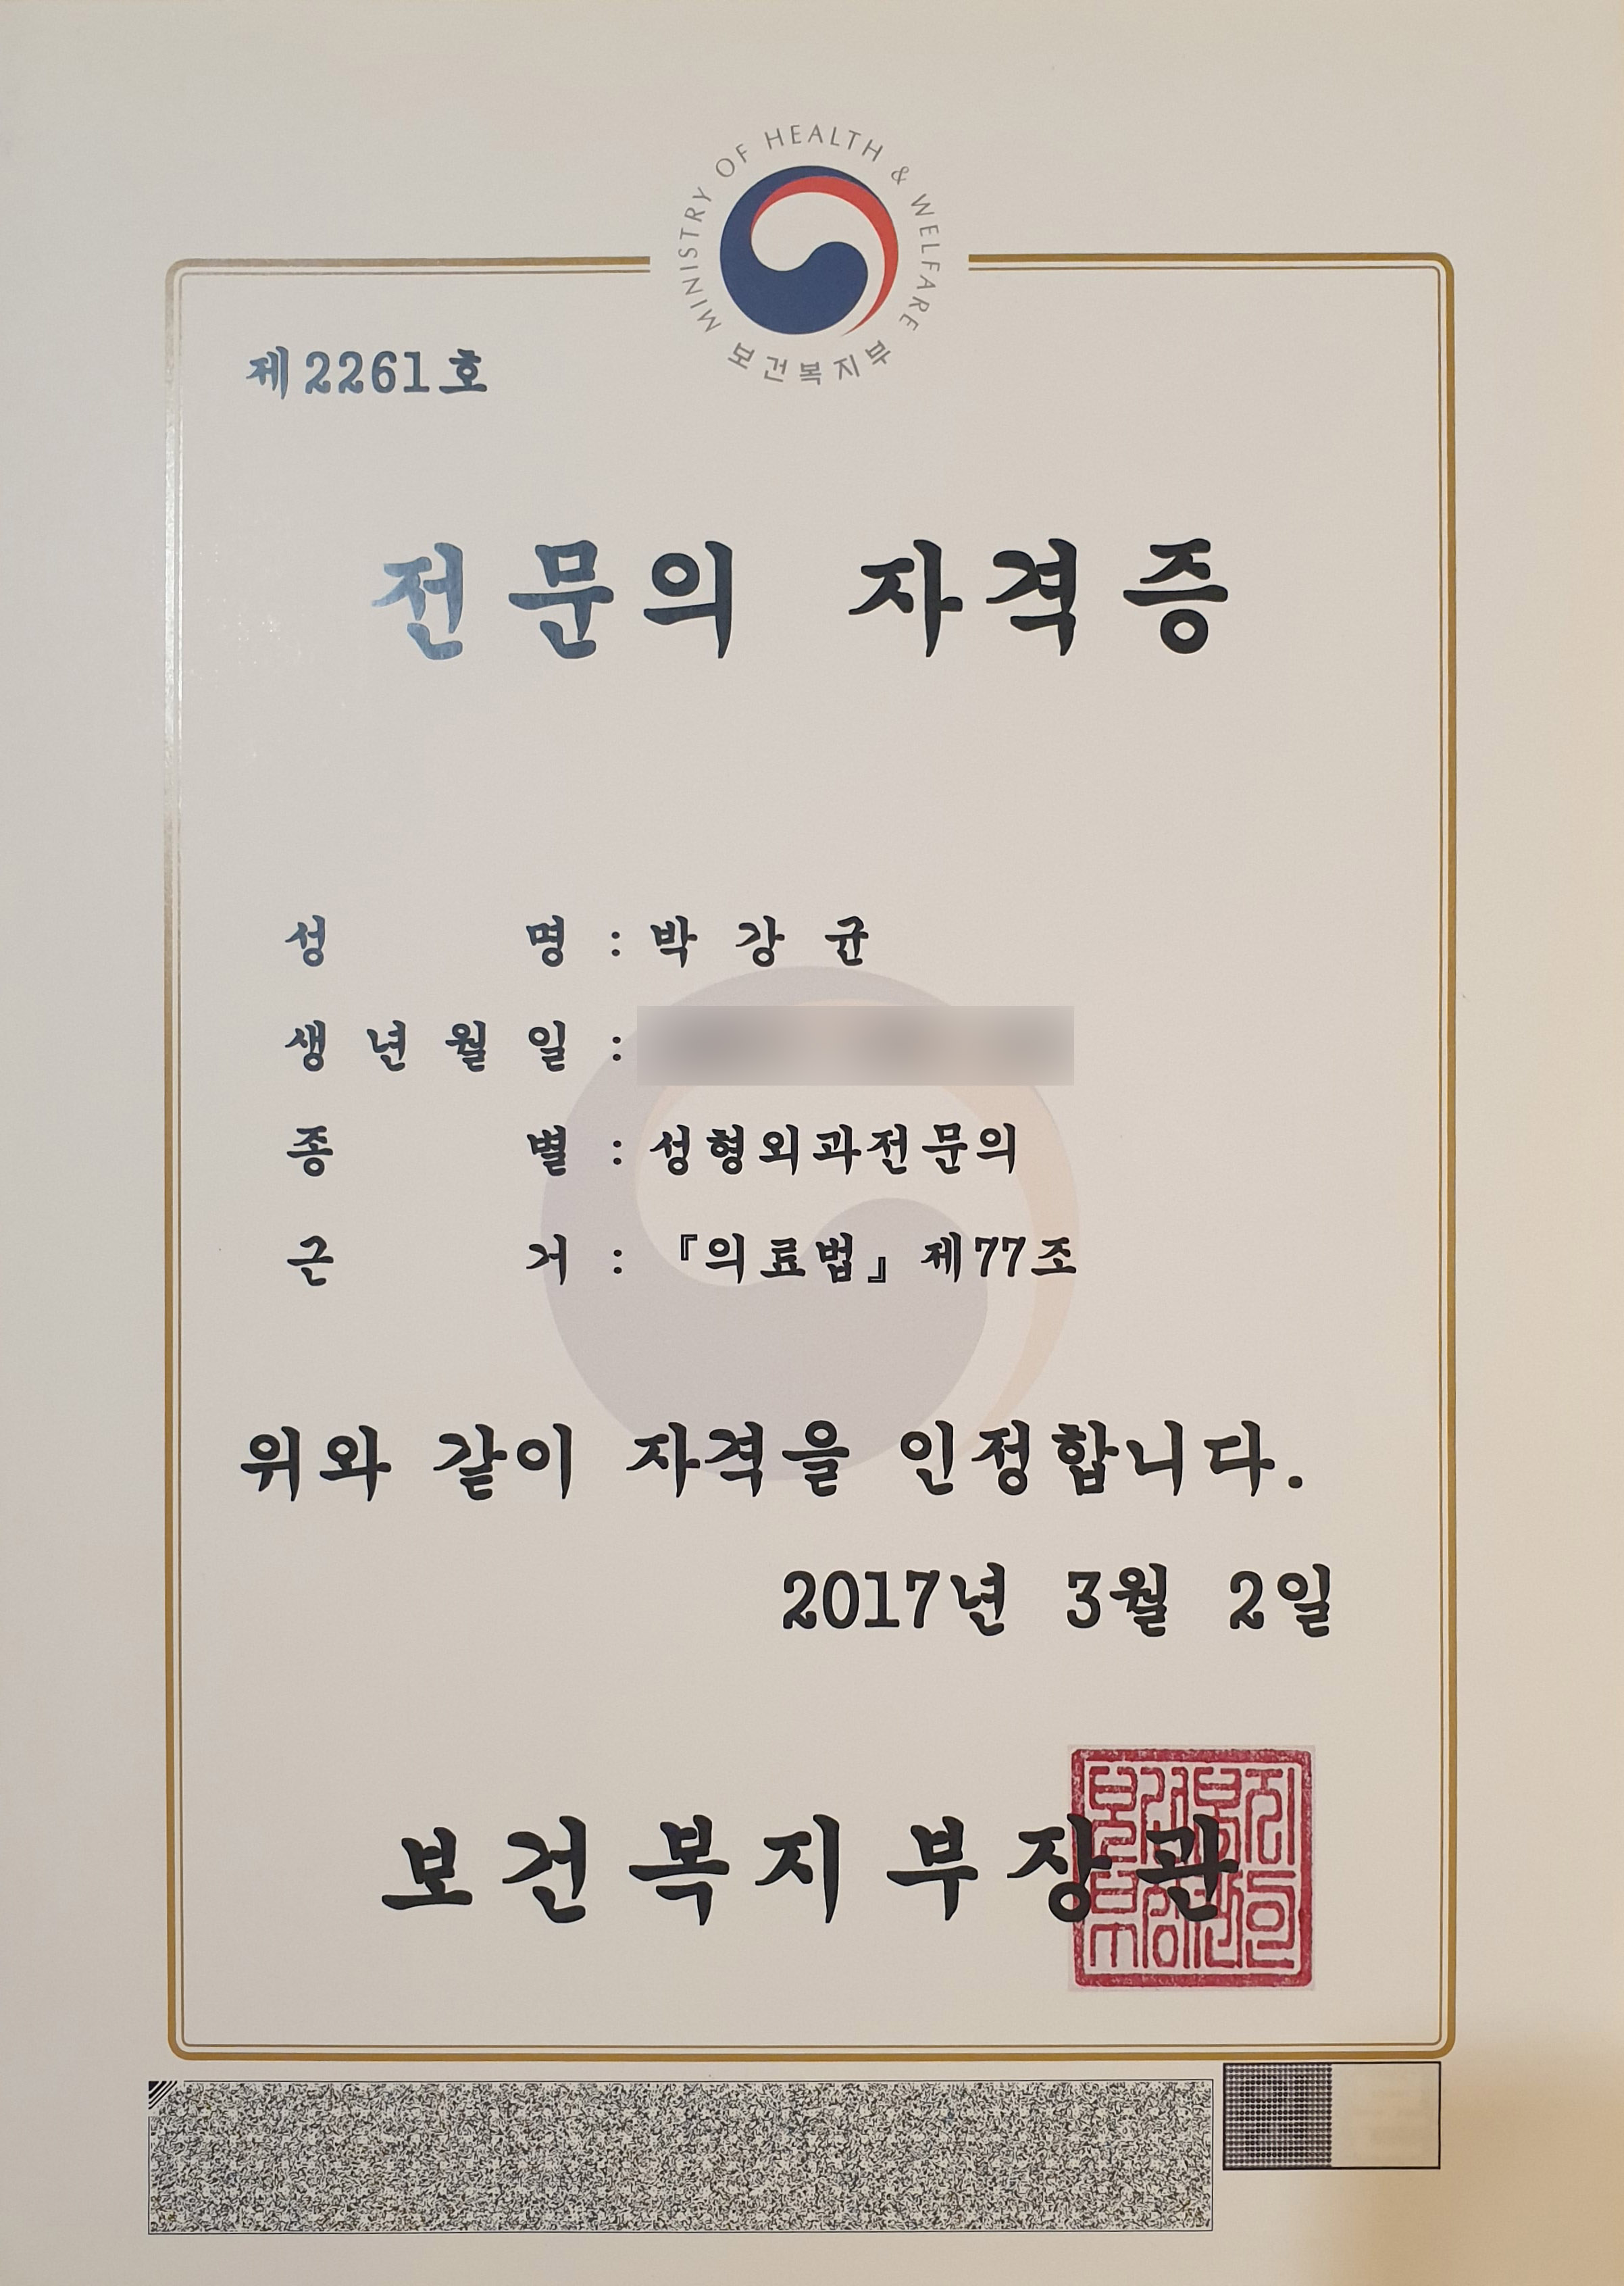 MINISTRY OF HEALTH & WELFARE
보건복지부
제2261호
전문의 자격증
성 명 : 박 강 균
생 년 월 일 :
종 별 : 성형외과전문의
근 거 : 『의료법』 제77조
위와 같이 자격을 인정합니다.
2017년 3월 2일
보건복지부장관